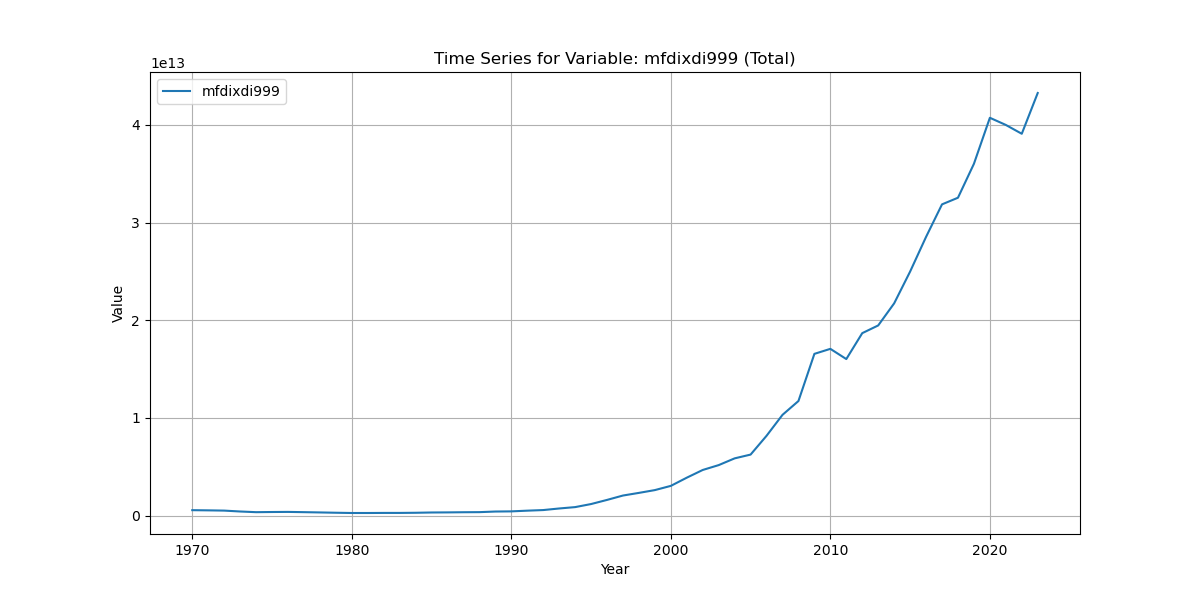 Time Series for Variable: mfdixdi999 (Total)
1e13
mfdixdi999
4
3
2
1
0
Value
1970 1980 1990 2000 2010 2020
Year